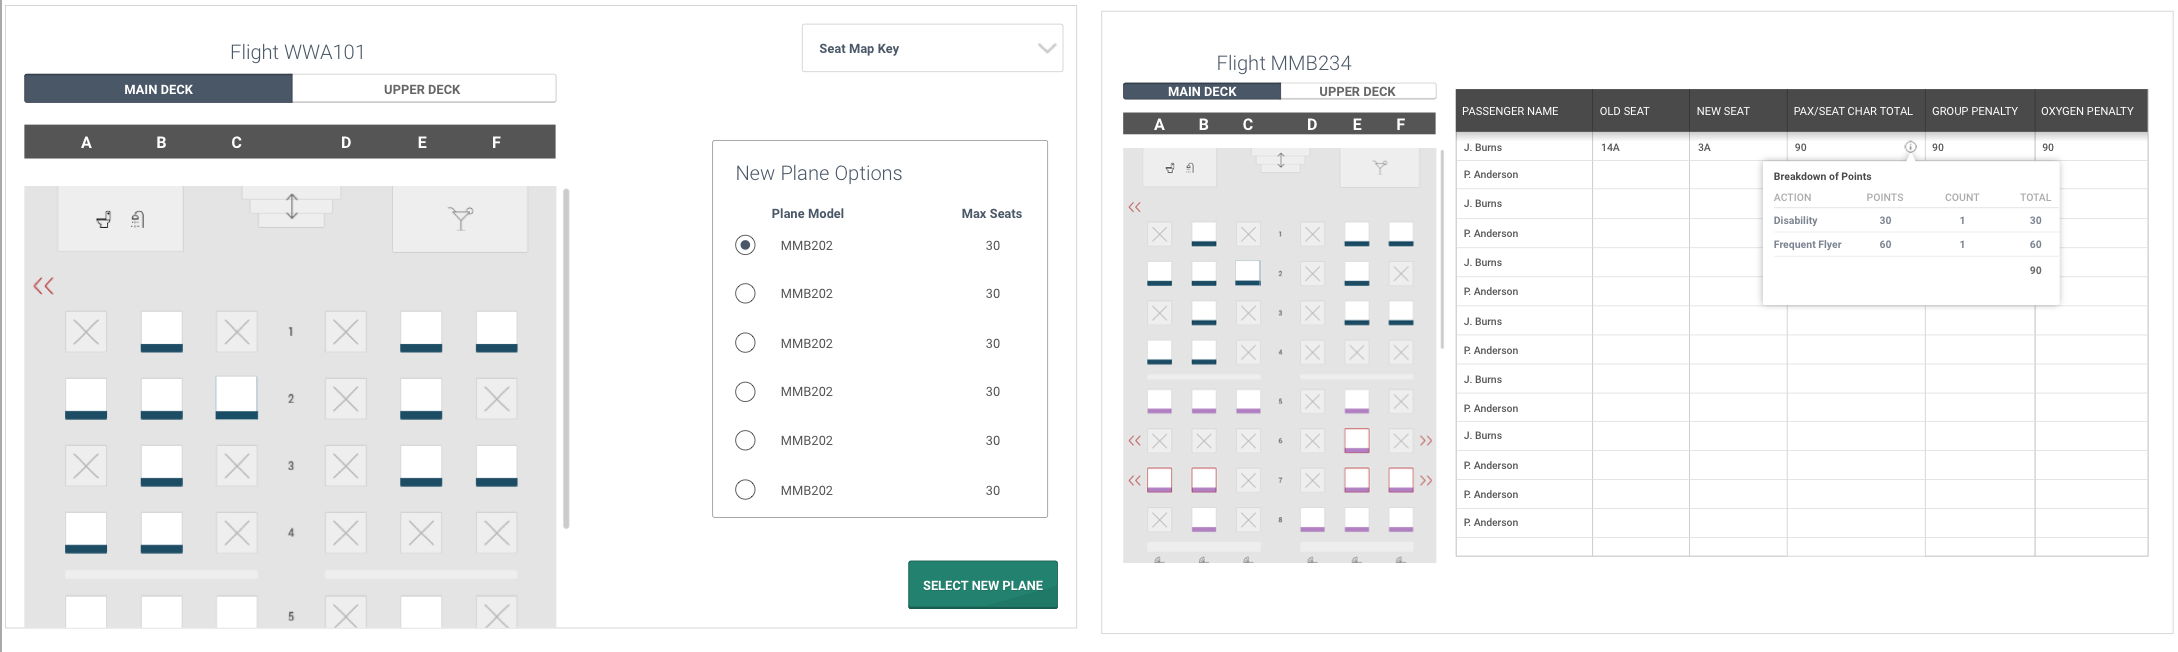 Flight WWA101
Seat Map Key
MAIN DECK UPPER DECK
A B C D E F
1
2
3
4
5
New Plane Options
Plane Model Max Seats
MMB202 30
MMB202 30
MMB202 30
MMB202 30
MMB202 30
MMB202 30
SELECT NEW PLANE
Flight MMB234
MAIN DECK UPPER DECK
A B C D E F
1
2
3
4
5
6
7
8
PASSENGER NAME OLD SEAT NEW SEAT PAX/SEAT CHAR TOTAL GROUP PENALTY OXYGEN PENALTY
J. Burns 14A 3A 90 90 90
P. Anderson
J. Burns
P. Anderson
J. Burns
P. Anderson
J. Burns
P. Anderson
J. Burns
P. Anderson
J. Burns
P. Anderson
P. Anderson
P. Anderson
Breakdown of Points
ACTION POINTS COUNT TOTAL
Disability 30 1 30
Frequent Flyer 60 1 60
90